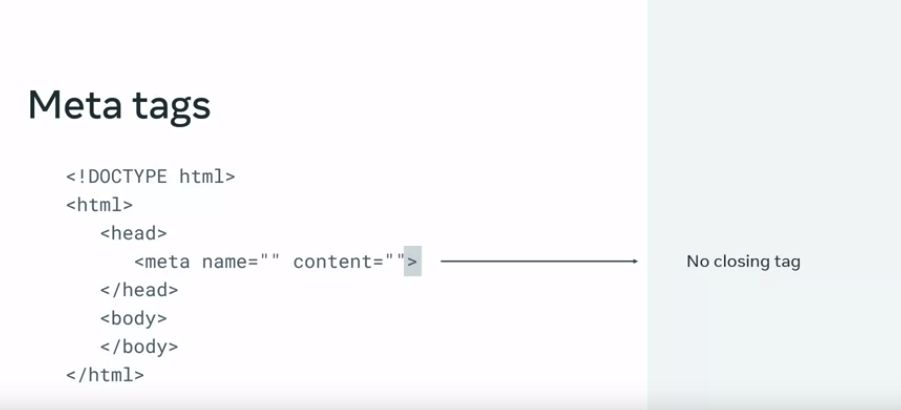 Meta tags
<!DOCTYPE html>
<html>
<head>
<meta name="" content="">
No closing tag
</head>
<body>
</body>
</html>